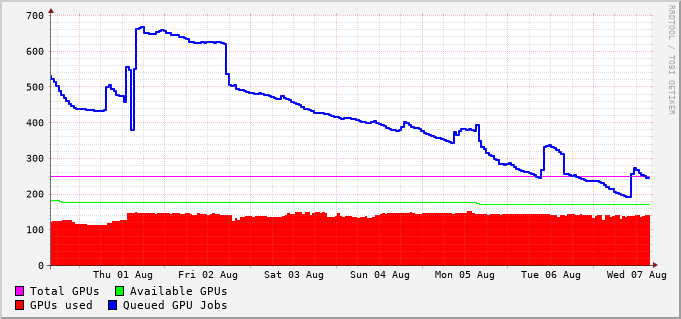 700
600
500
400
300
200
100
0
Thu 01 Aug Fri 02 Aug Sat 03 Aug Sun 04 Aug Mon 05 Aug Tue 06 Aug Wed 07 Aug
Total GPUs Available GPUs
GPUs used Queued GPU Jobs
RRDTOOL / TOBI OETIKER